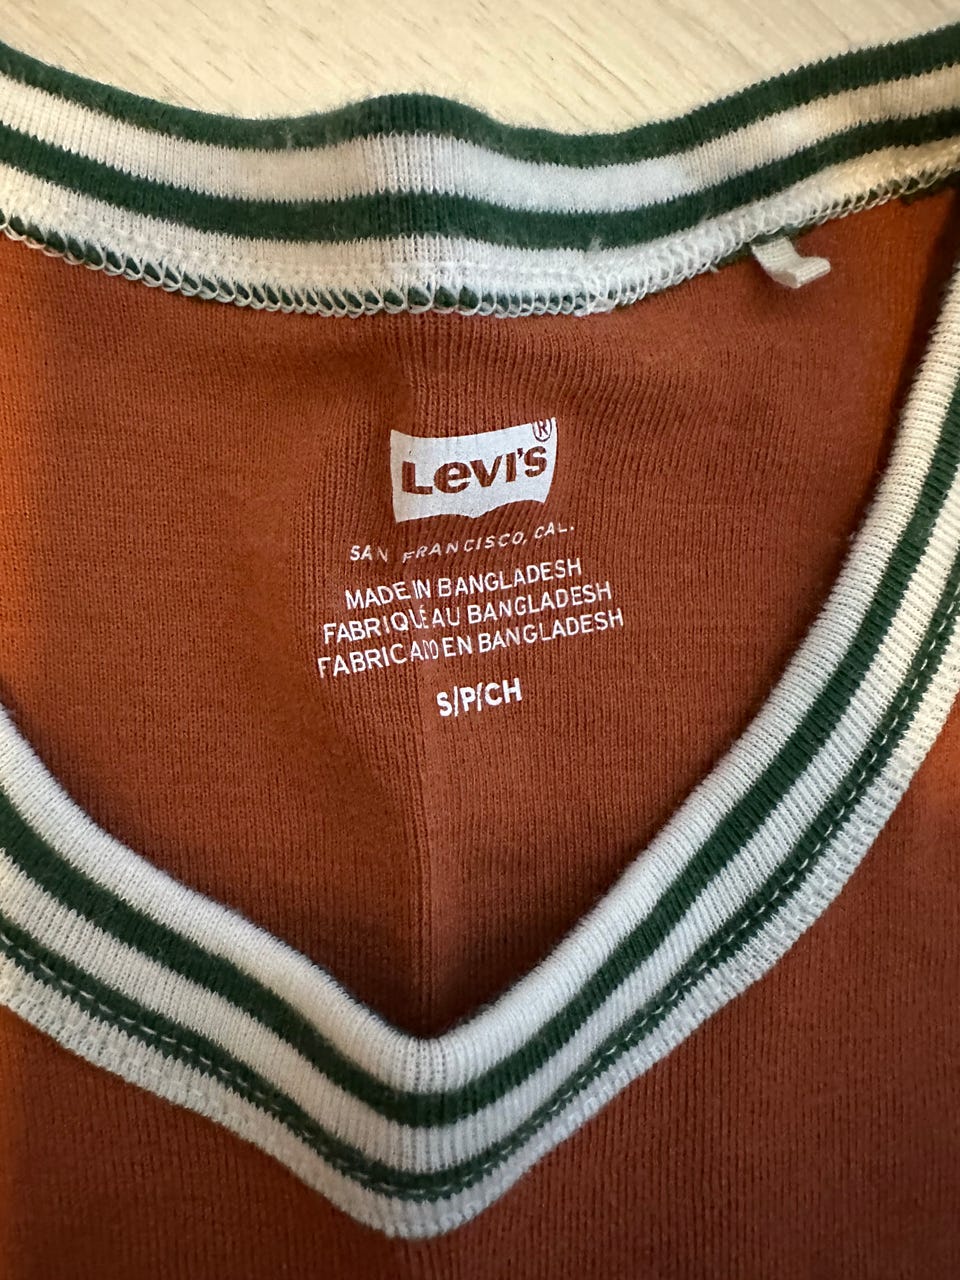 Levi's®
SAN FRANCISCO, CAL.
MADE IN BANGLADESH
FABRIQUÉ AU BANGLADESH
FABRICADO EN BANGLADESH
S/P/CH